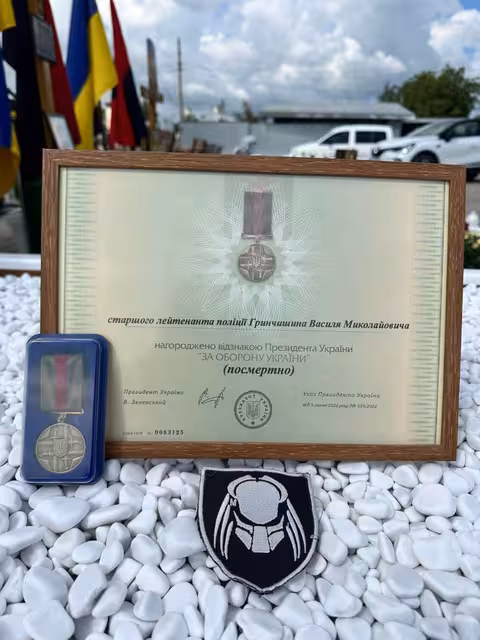 старшого лейтенанта поліції Гринчишина Василя Миколайовича
нагороджено відзнакою Президента України
"ЗА ОБОРОНУ УКРАЇНИ"
(посмертно)
Президент України
В. Зеленський
Указ Президента України
№ 0083125